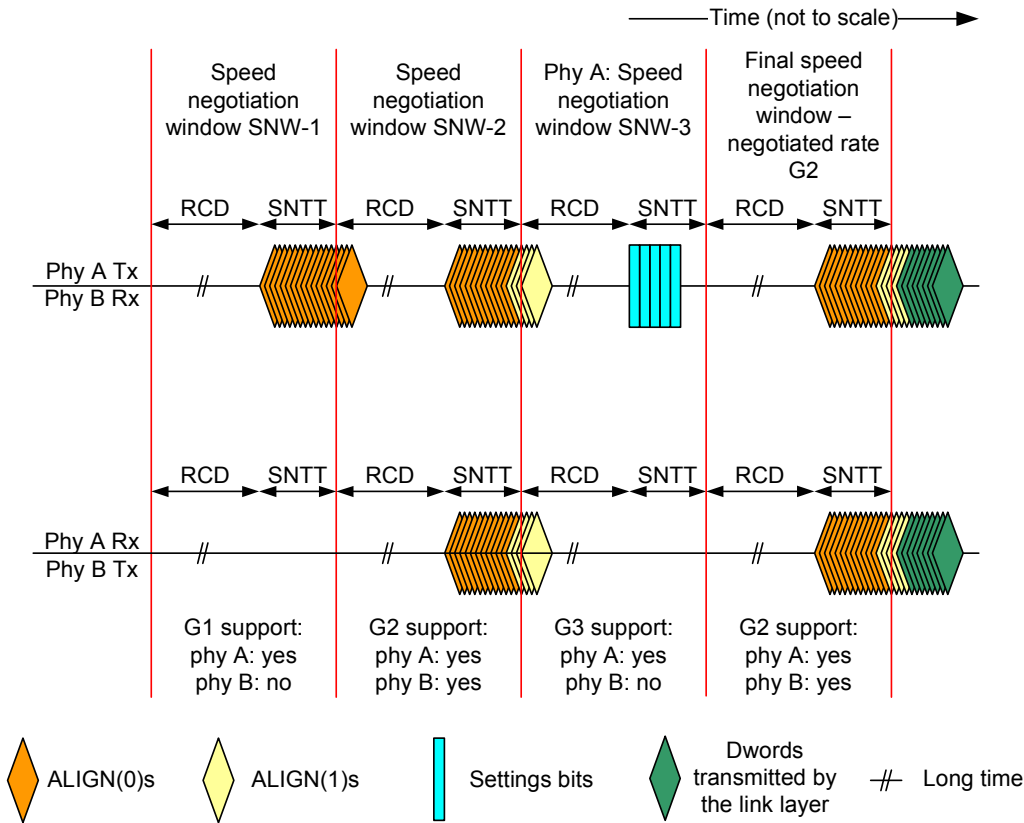 Time (not to scale)
Speed
negotiation
window SNW-1
Speed
negotiation
window SNW-2
Phy A: Speed
negotiation
window SNW-3
Final speed
negotiation
window –
negotiated rate
G2
RCD SNTT RCD SNTT RCD SNTT RCD SNTT
Phy A Tx
Phy B Rx
RCD SNTT RCD SNTT RCD SNTT RCD SNTT
Phy A Rx
Phy B Tx
G1 support:
phy A: yes
phy B: no
G2 support:
phy A: yes
phy B: yes
G3 support:
phy A: yes
phy B: no
G2 support:
phy A: yes
phy B: yes
ALIGN(0)s
ALIGN(1)s
Settings bits
Dwords
transmitted by
the link layer
Long time